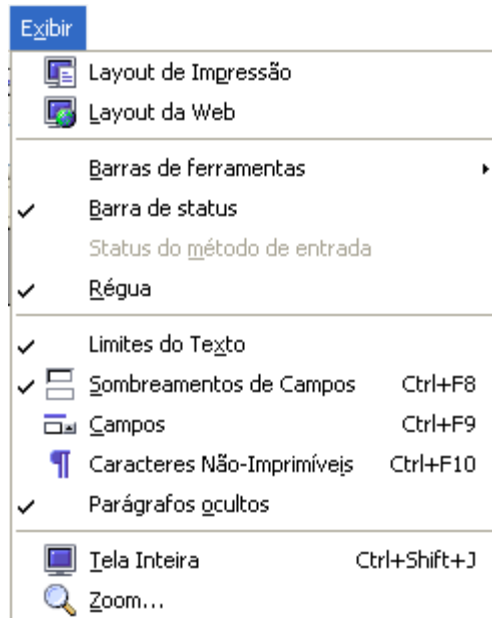 Exibir
Layout de Impressão
Layout da Web
Barras de ferramentas
Barra de status
Status do método de entrada
Régua
Limites do Texto
Sombreamentos de Campos Ctrl+F8
Campos Ctrl+F9
Caracteres Não-Imprimíveis Ctrl+F10
Parágrafos ocultos
Tela Inteira Ctrl+Shift+J
Zoom...